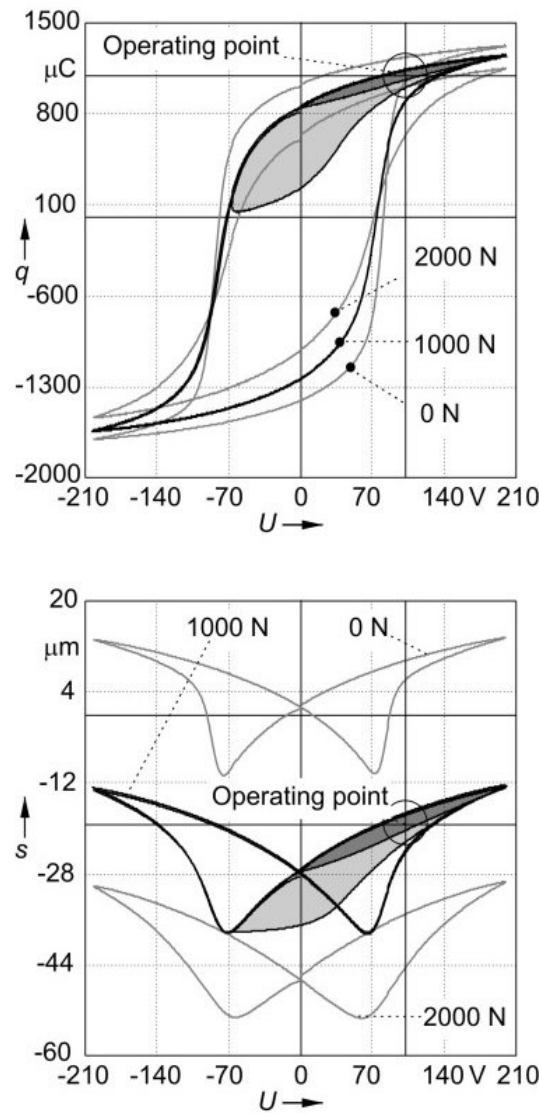 1500
Operating point
μC
800
100
q
-600
2000 N
1000 N
-1300
0 N
-2000
-210 -140 -70 0 70 140 V 210
U
20
1000 N
0 N
μm
4
-12
Operating point
s
-28
-44
2000 N
-60
-210 -140 -70 0 70 140 V 210
U